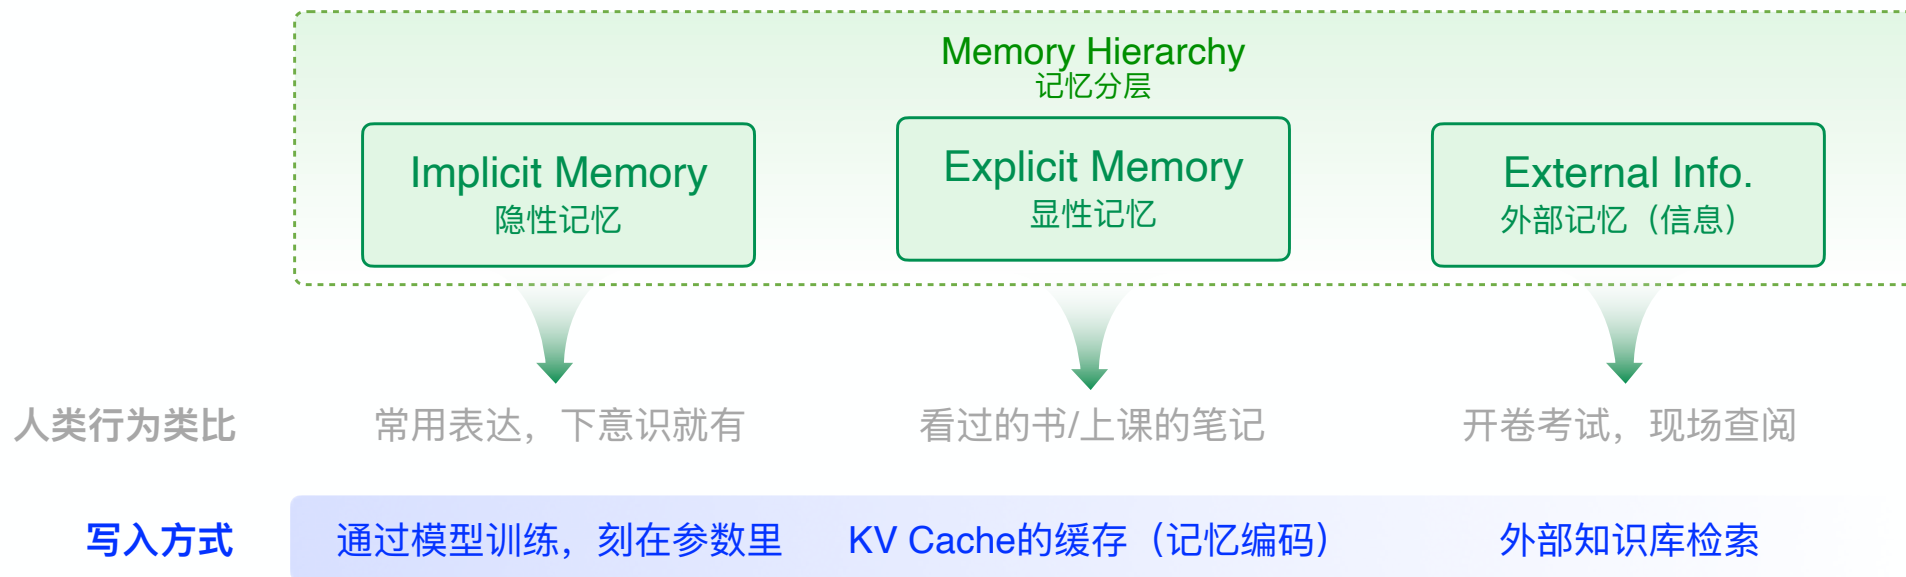 Memory Hierarchy
记忆分层
Implicit Memory
隐性记忆
Explicit Memory
显性记忆
External Info.
外部记忆（信息）
人类行为类比
常用表达，下意识就有
看过的书/上课的笔记
开卷考试，现场查阅
写入方式
通过模型训练，刻在参数里
KV Cache的缓存（记忆编码）
外部知识库检索